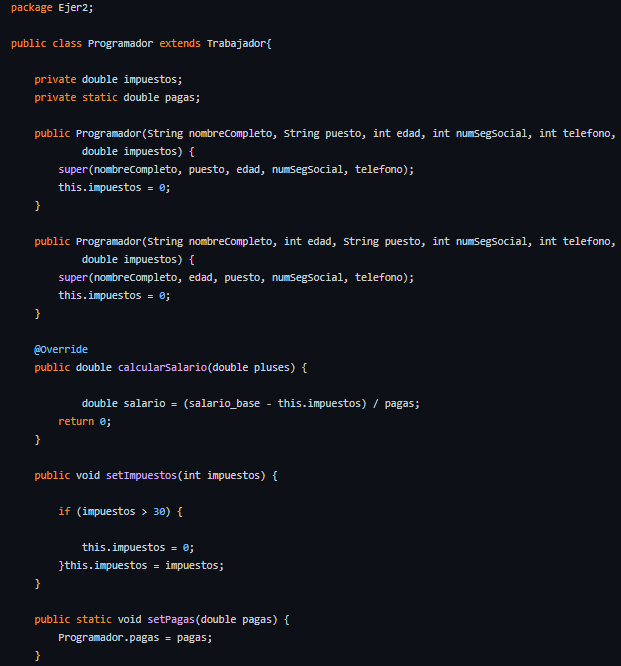 package Ejer2;
public class Programador extends Trabajador{
private double impuestos;
private static double pagas;
public Programador(String nombreCompleto, String puesto, int edad, int numSegSocial, int telefono,
double impuestos) {
super(nombreCompleto, puesto, edad, numSegSocial, telefono);
this.impuestos = 0;
}
public Programador(String nombreCompleto, int edad, String puesto, int numSegSocial, int telefono,
double impuestos) {
super(nombreCompleto, edad, puesto, numSegSocial, telefono);
this.impuestos = 0;
}
@Override
public double calcularSalario(double pluses) {
double salario = (salario_base - this.impuestos) / pagas;
return 0;
}
public void setImpuestos(int impuestos) {
if (impuestos > 30) {
this.impuestos = 0;
}this.impuestos = impuestos;
}
public static void setPagas(double pagas) {
Programador.pagas = pagas;
}